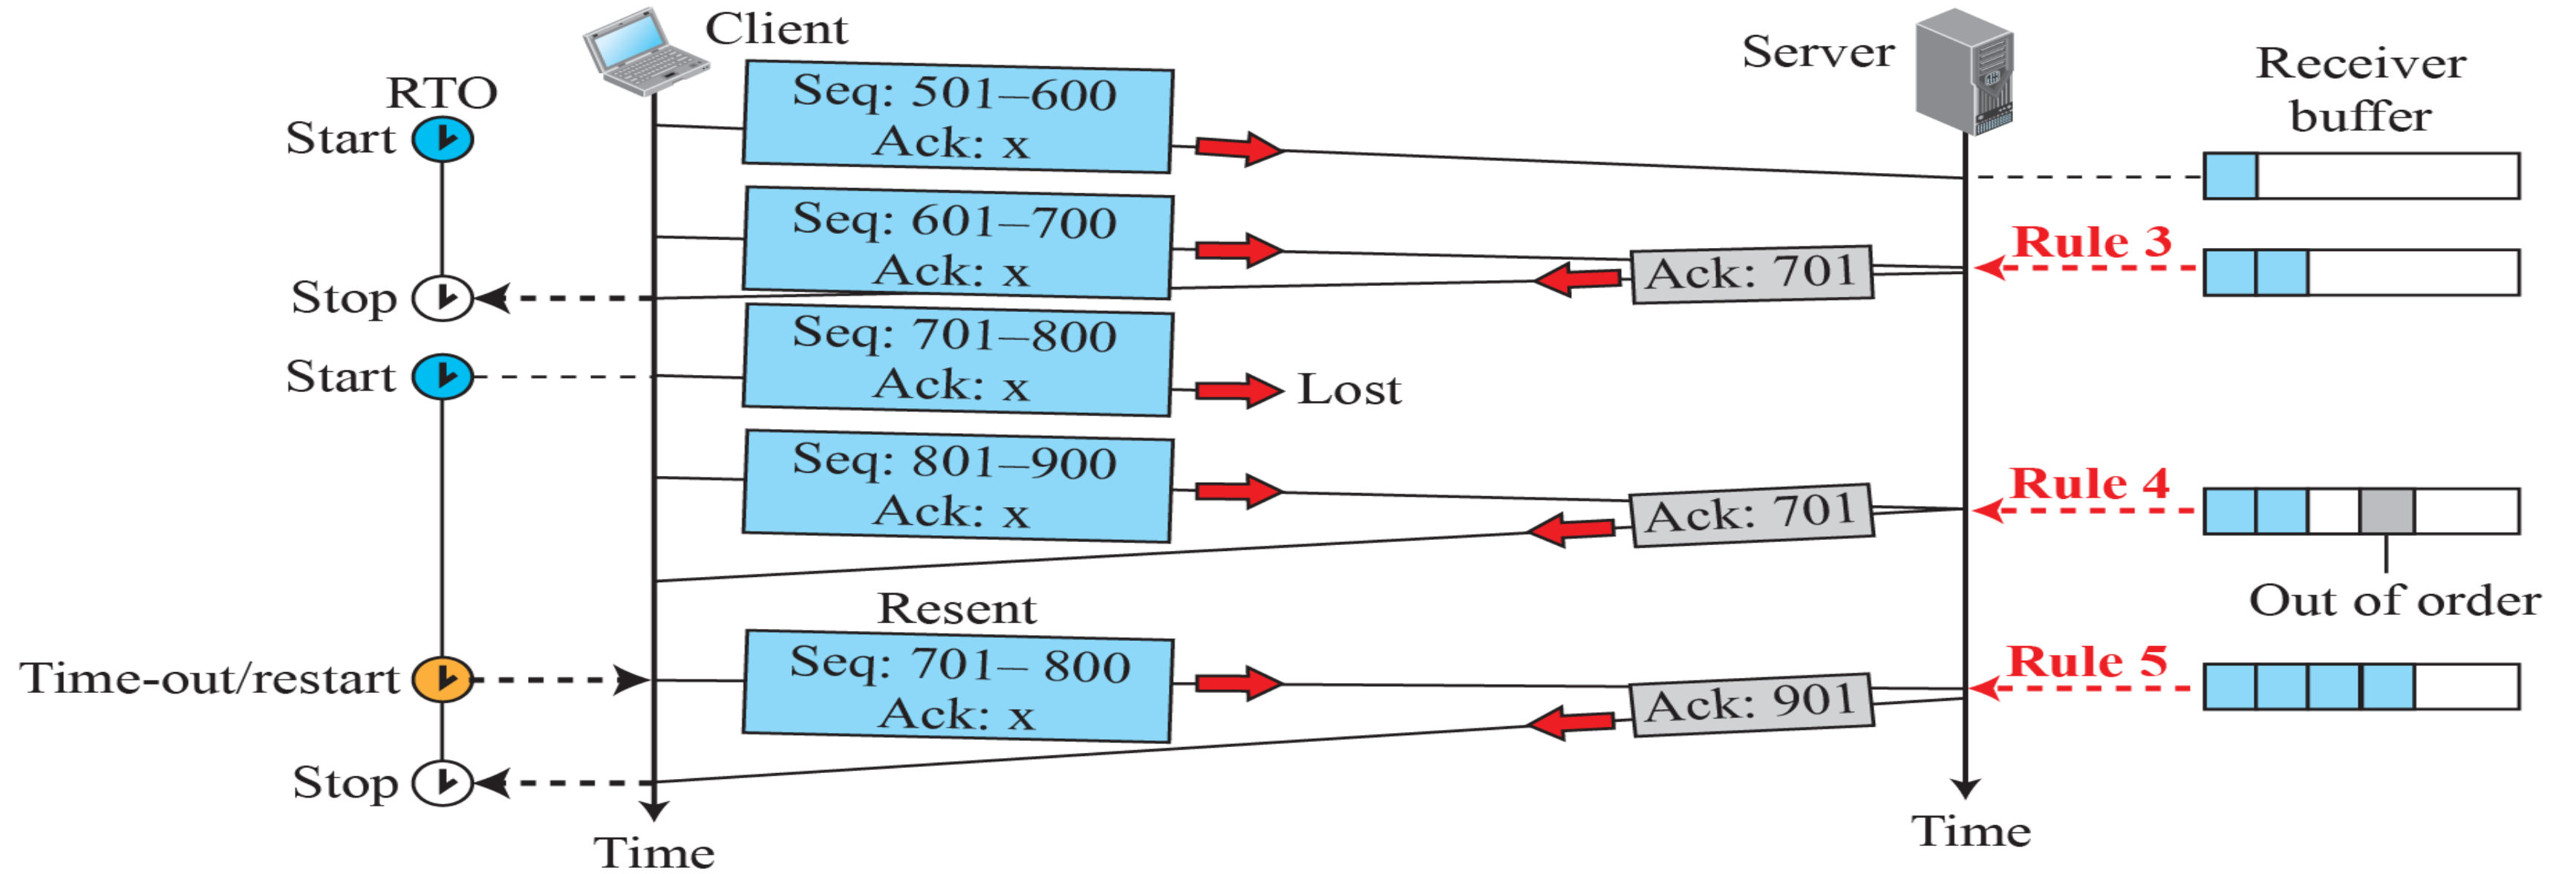 Client
Server
Receiver
buffer
RTO
Start
Seq: 501–600
Ack: x
Seq: 601–700
Ack: x
Rule 3
Ack: 701
Stop
Seq: 701–800
Ack: x
Start
Lost
Seq: 801–900
Ack: x
Rule 4
Ack: 701
Out of order
Resent
Time-out/restart
Seq: 701– 800
Ack: x
Rule 5
Ack: 901
Stop
Time
Time